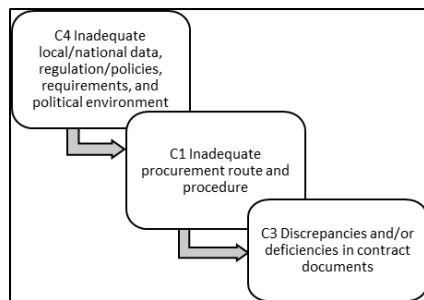 C4 Inadequate
local/national data,
regulation/policies,
requirements, and
political environment
C1 Inadequate
procurement route and
procedure
C3 Discrepancies and/or
deficiencies in contract
documents